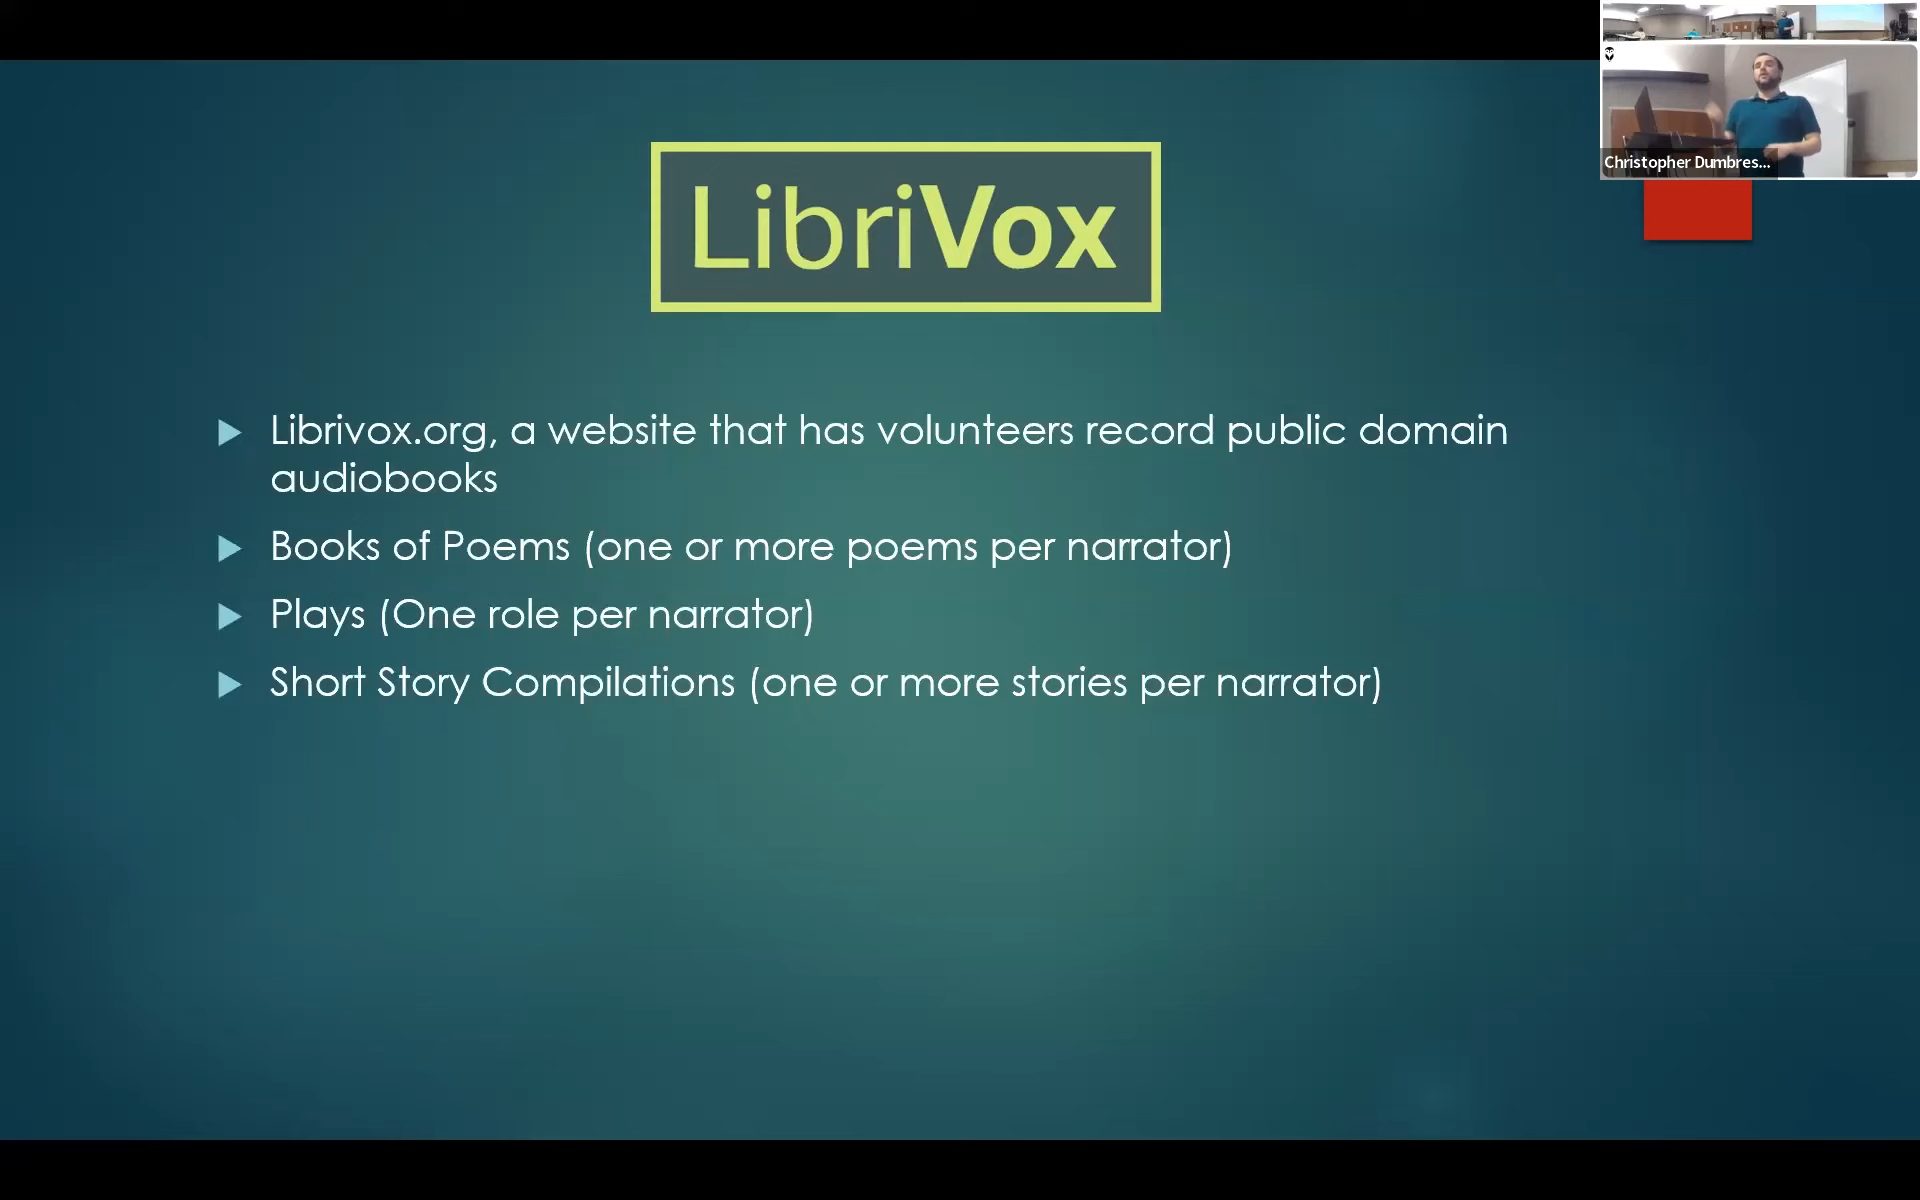 LibriVox
Librivox.org, a website that has volunteers record public domain
audiobooks
Books of Poems (one or more poems per narrator)
Plays (One role per narrator)
Short Story Compilations (one or more stories per narrator)
Christopher Dumbres...